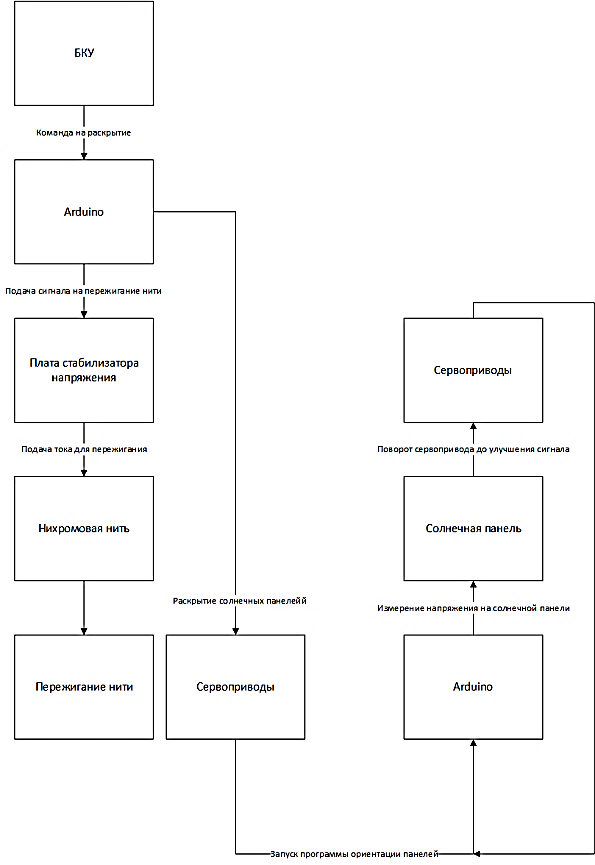 БКУ
Команда на раскрытие
Arduino
Подача сигнала на пережигание нити
Плата стабилизатора
напряжения
Подача тока для пережигания
Нихромовая нить
Пережигание нити
Раскрытие солнечных панелейй
Сервоприводы
Сервоприводы
Поворот сервопривода до улучшения сигнала
Солнечная панель
Измерение напряжения на солнечной панели
Arduino
Запуск программы ориентации панелей